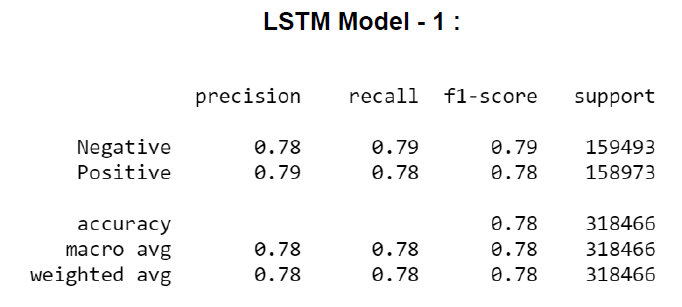 LSTM Model - 1 :
precision recall f1-score support
Negative 0.78 0.79 0.79 159493
Positive 0.79 0.78 0.78 158973
accuracy 0.78 318466
macro avg 0.78 0.78 0.78 318466
weighted avg 0.78 0.78 0.78 318466